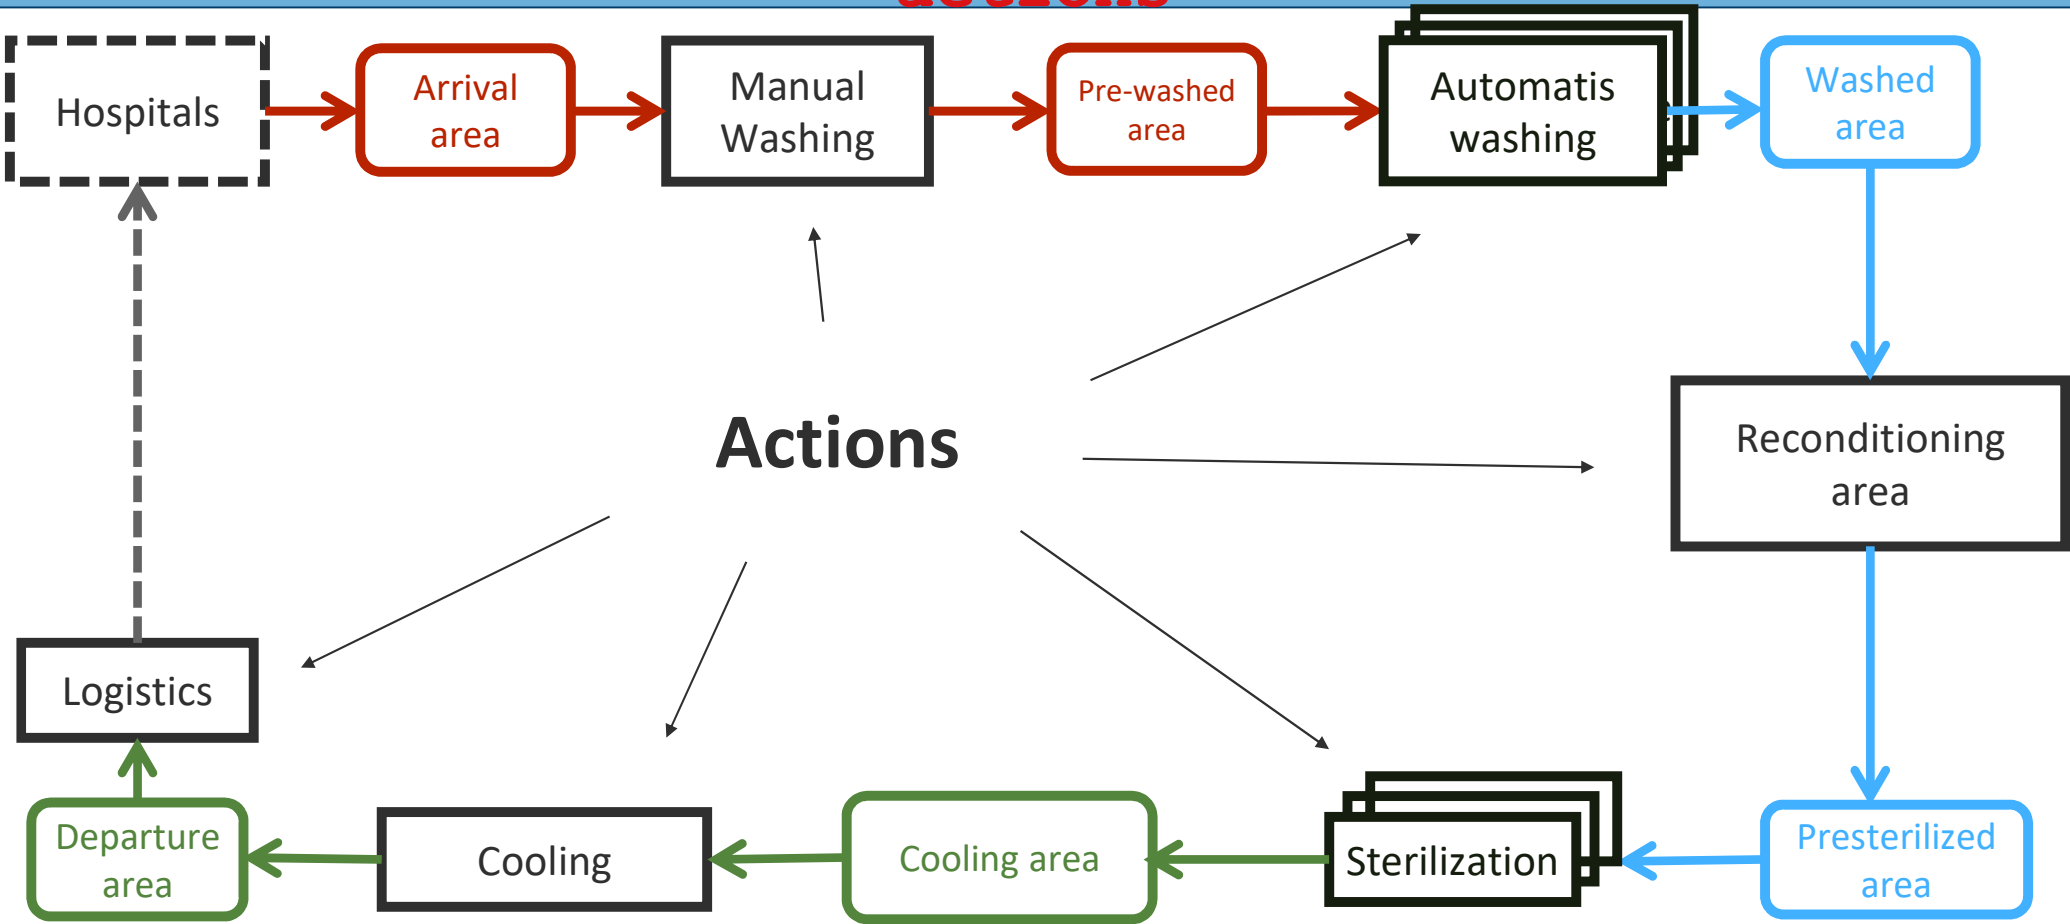 Hospitals
Arrival
area
Manual
Washing
Pre-washed
area
Automatis
washing
Washed
area
Actions
Reconditioning
area
Logistics
Departure
area
Cooling
Cooling area
Sterilization
Presterilized
area